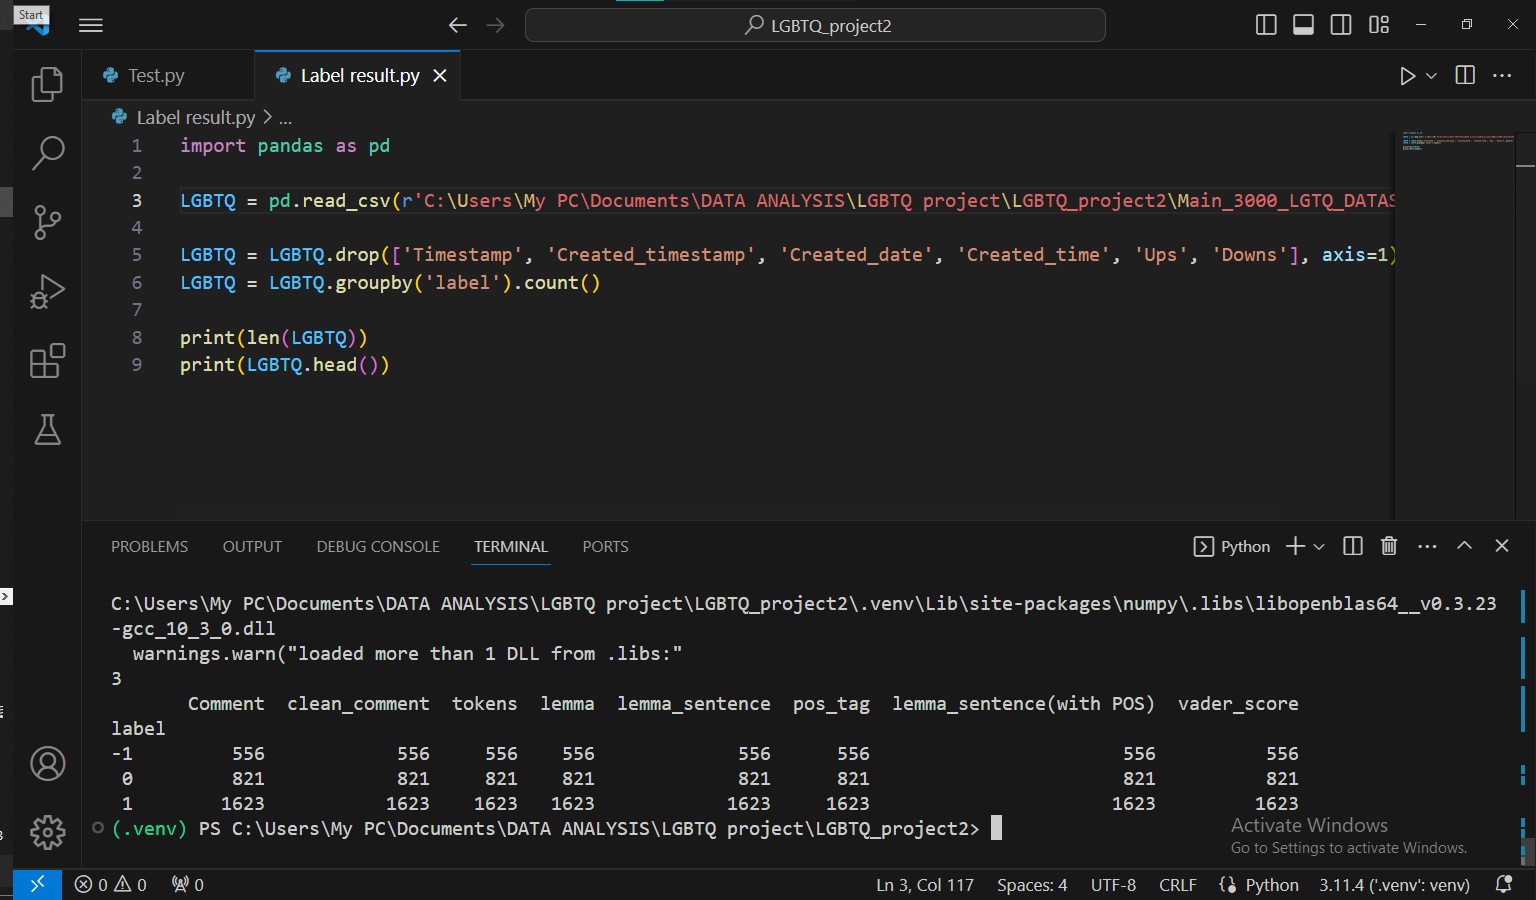 Start
LGBTQ_project2
Test.py
Label result.py
Label result.py > ...
1 import pandas as pd
2
3 LGBTQ = pd.read_csv(r'C:\Users\My PC\Documents\DATA ANALYSIS\LGBTQ project\LGBTQ_project2\Main_3000_LGTQ_DATAS
4
5 LGBTQ = LGBTQ.drop(['Timestamp', 'Created_timestamp', 'Created_date', 'Created_time', 'Ups', 'Downs'], axis=1)
6 LGBTQ = LGBTQ.groupby('label').count()
7
8 print(len(LGBTQ))
9 print(LGBTQ.head())
PROBLEMS OUTPUT DEBUG CONSOLE TERMINAL PORTS
Python
C:\Users\My PC\Documents\DATA ANALYSIS\LGBTQ project\LGBTQ_project2\.venv\Lib\site-packages\numpy\.libs\libopenblas64__v0.3.23
-gcc_10_3_0.dll
warnings.warn("loaded more than 1 DLL from .libs:"
3
Comment clean_comment tokens lemma lemma_sentence pos_tag lemma_sentence(with POS) vader_score
label
-1 556 556 556 556 556 556 556 556
0 821 821 821 821 821 821 821 821
1 1623 1623 1623 1623 1623 1623 1623 1623
(.venv) PS C:\Users\My PC\Documents\DATA ANALYSIS\LGBTQ project\LGBTQ_project2>
Activate Windows
Go to Settings to activate Windows.
0 0 0 Ln 3, Col 117 Spaces: 4 UTF-8 CRLF Python 3.11.4 ('.venv': venv)